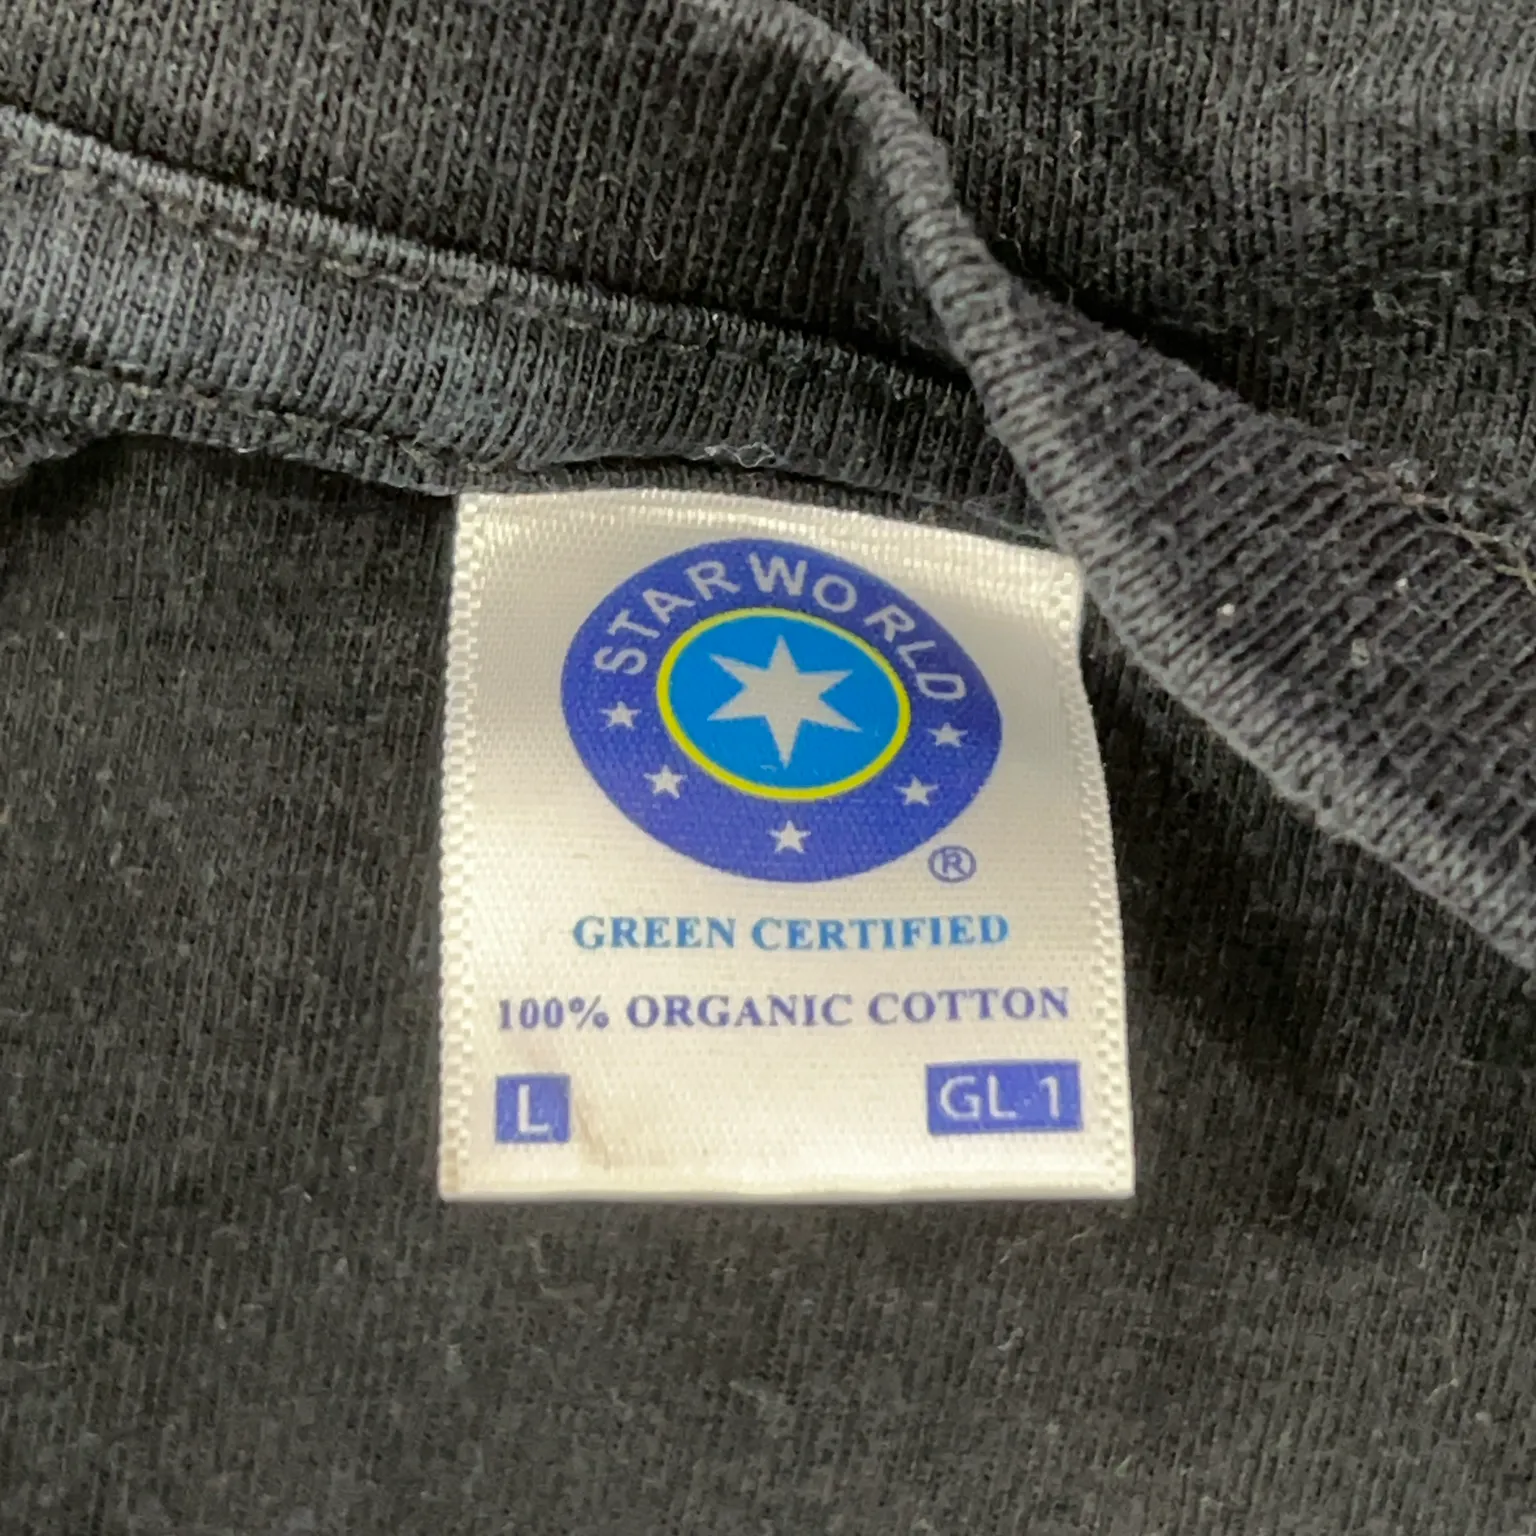 STARWORLD
®
GREEN CERTIFIED
100% ORGANIC COTTON
L GL 1